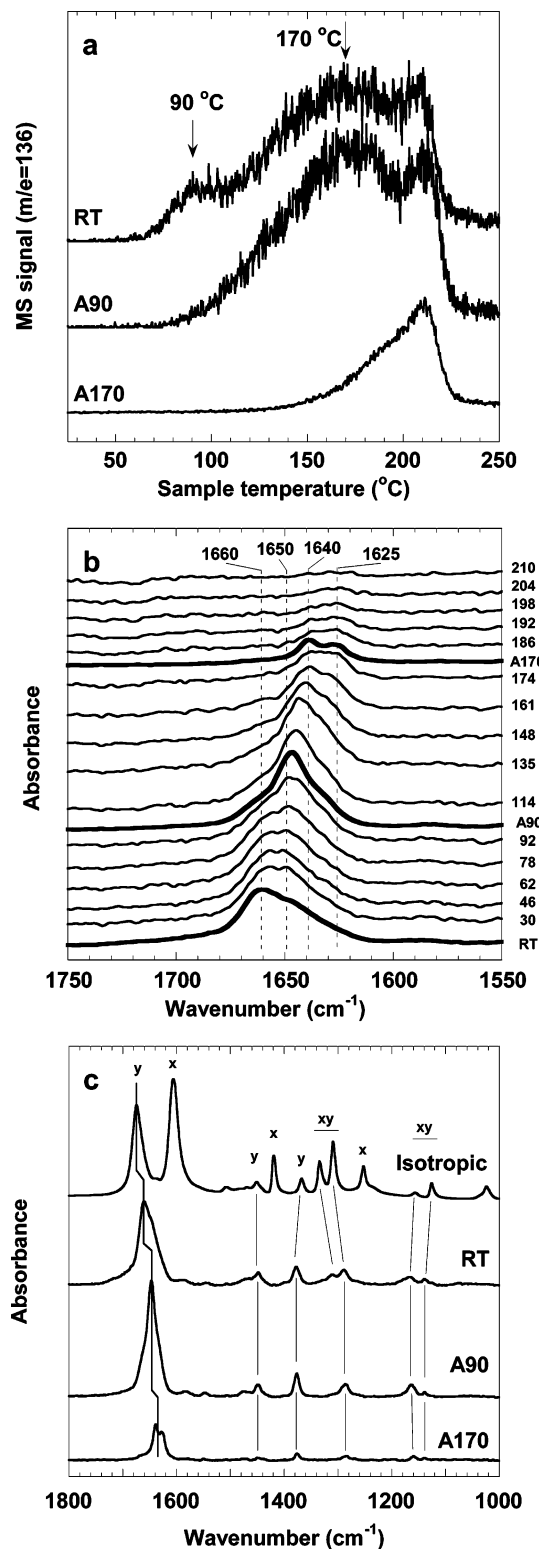 a
170 °C
90 °C
RT
A90
A170
MS signal (m/e=136)
50 100 150 200 250
Sample temperature (°C)
b
1660 1650 1640 1625
210
204
198
192
186
A170
174
161
148
135
114
A90
92
78
62
46
30
RT
Absorbance
1750 1700 1650 1600 1550
Wavenumber (cm-1)
c
y x y x y xy x xy
Isotropic
RT
A90
A170
Absorbance
1800 1600 1400 1200 1000
Wavenumber (cm-1)